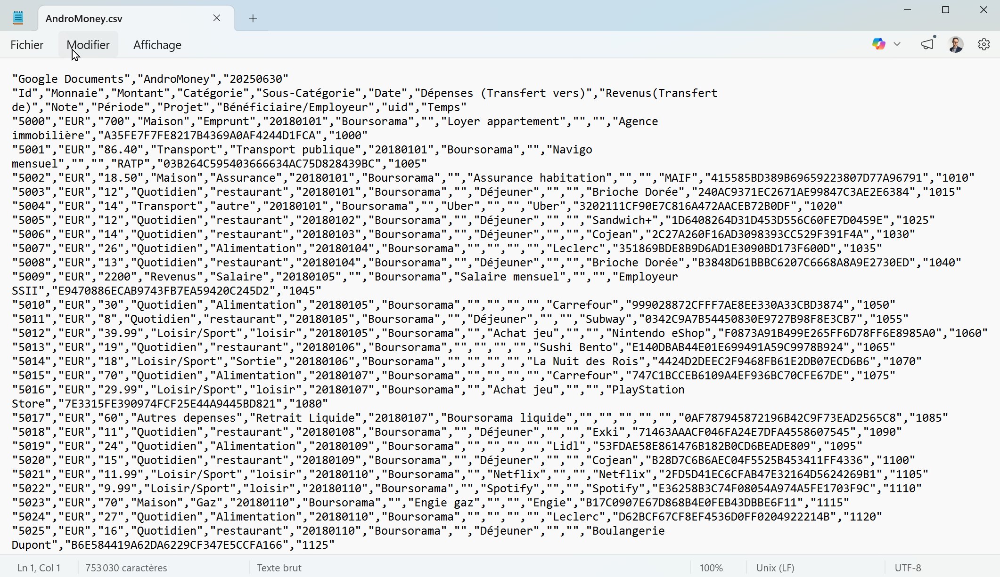 AndroMoney.csv
Fichier Modifier Affichage
"Google Documents","AndroMoney","20250630"
"Id","Monnaie","Montant","Catégorie","Sous-Catégorie","Date","Dépenses (Transfert vers)","Revenus(Transfert
de)","Note","Période","Projet","Bénéficiaire/Employeur","uid","Temps"
"5000","EUR","700","Maison","Emprunt","20180101","Boursorama","","Loyer appartement","","","Agence
immobilière","A35FE7F7FE8217B4369A0AF4244D1FCA","1000"
"5001","EUR","86.40","Transport","Transport publique","20180101","Boursorama","","Navigo
mensuel","","","RATP","03B264C595403666634AC75D828439BC","1005"
"5002","EUR","18.50","Maison","Assurance","20180101","Boursorama","","Assurance habitation","","","MAIF","415585BD389B69659223807D77A96791","1010"
"5003","EUR","12","Quotidien","restaurant","20180101","Boursorama","","Déjeuner","","","Brioche Dorée","240AC9371EC2671AE99847C3AE2E6384","1015"
"5004","EUR","14","Transport","autre","20180101","Boursorama","","Uber","","","Uber","3202111CF90E7C816A472AACEB72B0DF","1020"
"5005","EUR","12","Quotidien","restaurant","20180102","Boursorama","","Déjeuner","","","Sandwich+","1D6408264D31D453D556C60FE7D0459E","1025"
"5006","EUR","14","Quotidien","restaurant","20180103","Boursorama","","Déjeuner","","","Cojean","2C27A260F16AD3098393CC529F391F4A","1030"
"5007","EUR","26","Quotidien","Alimentation","20180104","Boursorama","","","","","Leclerc","351869BDE8B9D6AD1E3090BD173F600D","1035"
"5008","EUR","13","Quotidien","restaurant","20180104","Boursorama","","Déjeuner","","","Brioche Dorée","B3848D61BBBC6207C6668A8A9E2730ED","1040"
"5009","EUR","2200","Revenus","Salaire","20180105","","Boursorama","Salaire mensuel","","","Employeur
SSII","E9470886ECAB9743FB7EA59420C245D2","1045"
"5010","EUR","30","Quotidien","Alimentation","20180105","Boursorama","","","","","Carrefour","999028872CFFF7AE8EE330A33CBD3874","1050"
"5011","EUR","8","Quotidien","restaurant","20180105","Boursorama","","Déjeuner","","","Subway","0342C9A7B54450830E9727B98F8E3CB7","1055"
"5012","EUR","39.99","Loisir/Sport","loisir","20180105","Boursorama","","Achat jeu","","","Nintendo eShop","F0873A91B499E265FF6D78FF6E8985A0","1060"
"5013","EUR","19","Quotidien","restaurant","20180106","Boursorama","","","","","Sushi Bento","E140DBAB44E01E699491A59C9978B924","1065"
"5014","EUR","18","Loisir/Sport","Sortie","20180106","Boursorama","","","","","La Nuit des Rois","4424D2DEEC2F9468FB61E2DB07ECD6B6","1070"
"5015","EUR","70","Quotidien","Alimentation","20180107","Boursorama","","","","","Carrefour","747C1BCCEB6109A4EF936BC70CFE67DE","1075"
"5016","EUR","29.99","Loisir/Sport","loisir","20180107","Boursorama","","Achat jeu","","","PlayStation
Store","7E3315FE390974FCF25E44A9445BD821","1080"
"5017","EUR","60","Autres depenses","Retrait Liquide","20180107","Boursorama liquide","","","","","","0AF787945872196B42C9F73EAD2565C8","1085"
"5018","EUR","11","Quotidien","restaurant","20180108","Boursorama","","Déjeuner","","","Exki","71463AAACF046FA24E7DFA4558607545","1090"
"5019","EUR","24","Quotidien","Alimentation","20180109","Boursorama","","","","","Lidl","53FDAE58E861476B182B0CD6BEADE809","1095"
"5020","EUR","15","Quotidien","restaurant","20180109","Boursorama","","Déjeuner","","","Cojean","B28D7C6B6AEC04F5525B453411FF4336","1100"
"5021","EUR","11.99","Loisir/Sport","loisir","20180110","Boursorama","","Netflix","","","Netflix","2FD5D41EC6CFAB47E32164D5624269B1","1105"
"5022","EUR","9.99","Loisir/Sport","loisir","20180110","Boursorama","","Spotify","","","Spotify","E36258B3C74F08054A974A5FE1703F9C","1110"
"5023","EUR","70","Maison","Gaz","20180110","Boursorama","","Engie gaz","","","Engie","B17C0907E67D868B4E0FEB43DBBE6F11","1115"
"5024","EUR","27","Quotidien","Alimentation","20180110","Boursorama","","","","","Leclerc","D62BCF67CF8EF4536D0FF0204922214B","1120"
"5025","EUR","16","Quotidien","restaurant","20180110","Boursorama","","Déjeuner","","","Boulangerie
Dupont","B6E584419A62DA6229CF347E5CCFA166","1125"
Ln 1, Col 1 753 030 caractères Texte brut 100% Unix (LF) UTF-8